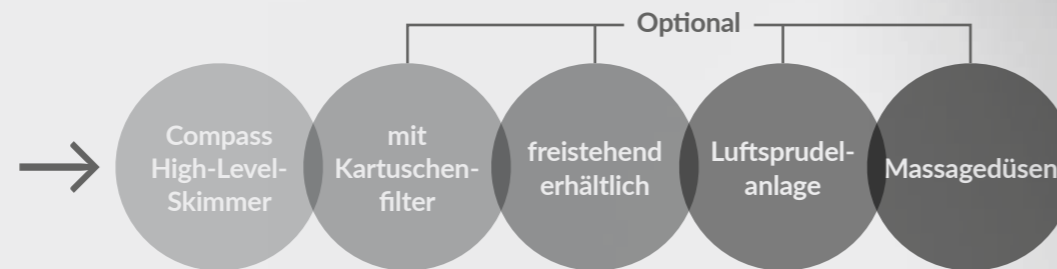 Optional
Compass
High-Level-
Skimmer
mit
Kartuschen-
filter
freistehend
erhältlich
Luftsprudel-
anlage
Massagedüsen